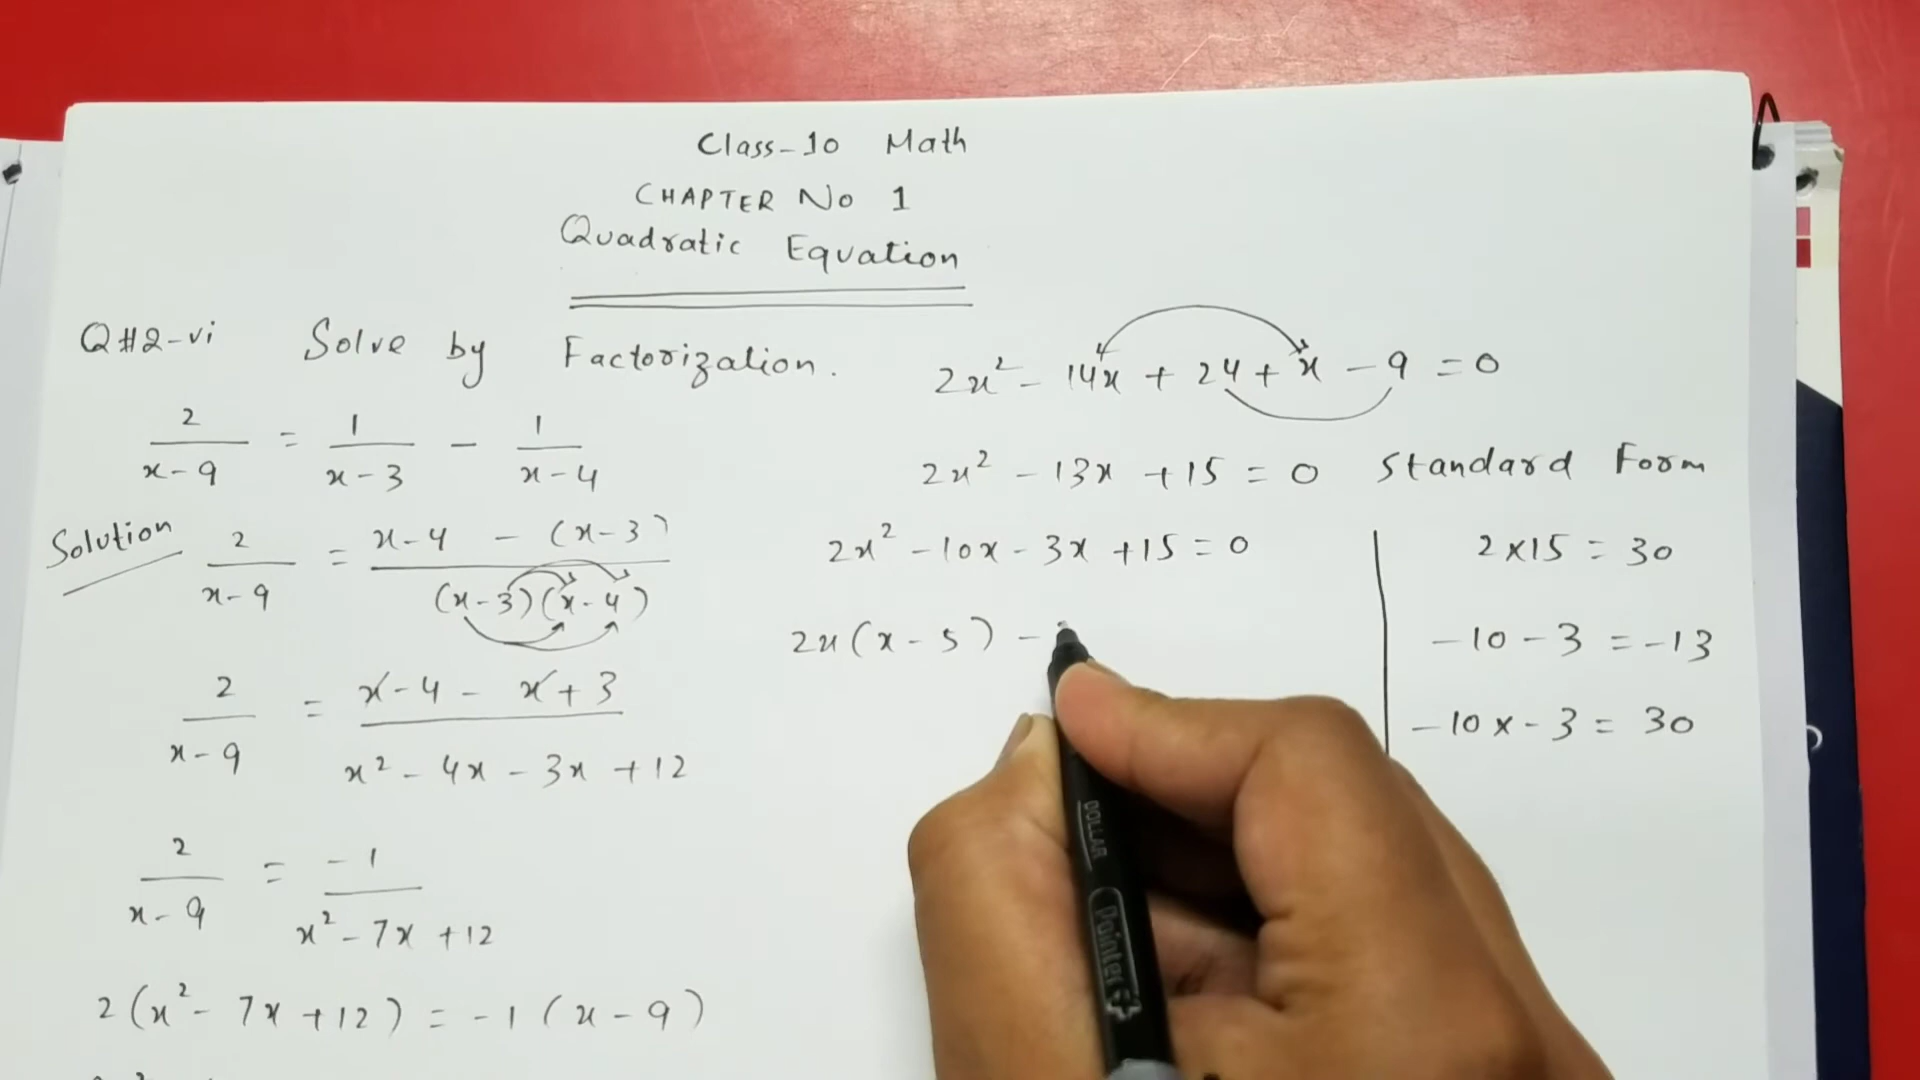 Class-10 Math
CHAPTER No 1
Quadratic Equation
Q#2-vi Solve by Factorization.
2/(x-9) = 1/(x-3) - 1/(x-4)
Solution 2/(x-9) = (x-4 - (x-3))/((x-3)(x-4))
2/(x-9) = (x-4 - x+3)/(x² - 4x - 3x + 12)
2/(x-9) = -1/(x² - 7x + 12)
2(x² - 7x + 12) = -1(x - 9)
2x² - 14x + 24 + x - 9 = 0
2x² - 13x + 15 = 0 Standard Form
2x² - 10x - 3x + 15 = 0
2x(x - 5) -
2×15 = 30
-10 - 3 = -13
-10 x - 3 = 30
DOLLAR
Pointer